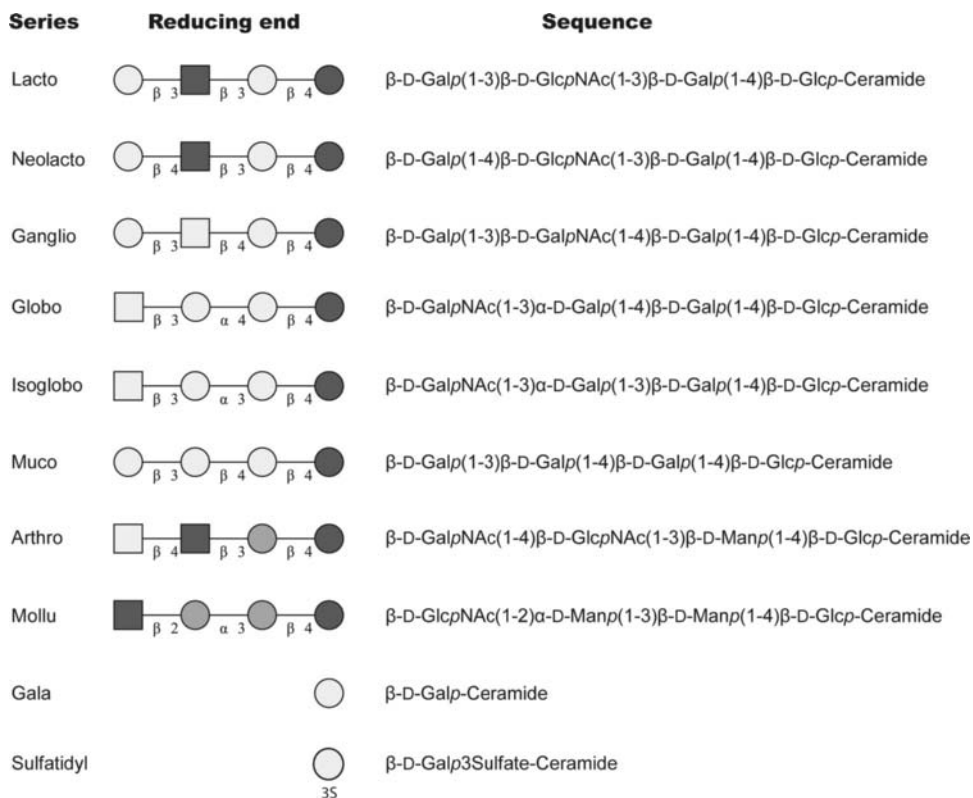 Series Reducing end Sequence
Lacto β 3 β 3 β 4 β-D-Galp(1-3)β-D-GlcpNAc(1-3)β-D-Galp(1-4)β-D-Glcp-Ceramide
Neolacto β 4 β 3 β 4 β-D-Galp(1-4)β-D-GlcpNAc(1-3)β-D-Galp(1-4)β-D-Glcp-Ceramide
Ganglio β 3 β 4 β 4 β-D-Galp(1-3)β-D-GalpNAc(1-4)β-D-Galp(1-4)β-D-Glcp-Ceramide
Globo β 3 α 4 β 4 β-D-GalpNAc(1-3)α-D-Galp(1-4)β-D-Galp(1-4)β-D-Glcp-Ceramide
Isoglobo β 3 α 3 β 4 β-D-GalpNAc(1-3)α-D-Galp(1-3)β-D-Galp(1-4)β-D-Glcp-Ceramide
Muco β 3 β 4 β 4 β-D-Galp(1-3)β-D-Galp(1-4)β-D-Galp(1-4)β-D-Glcp-Ceramide
Arthro β 4 β 3 β 4 β-D-GalpNAc(1-4)β-D-GlcpNAc(1-3)β-D-Manp(1-4)β-D-Glcp-Ceramide
Mollu β 2 α 3 β 4 β-D-GlcpNAc(1-2)α-D-Manp(1-3)β-D-Manp(1-4)β-D-Glcp-Ceramide
Gala β-D-Galp-Ceramide
Sulfatidyl β-D-Galp3Sulfate-Ceramide
3S